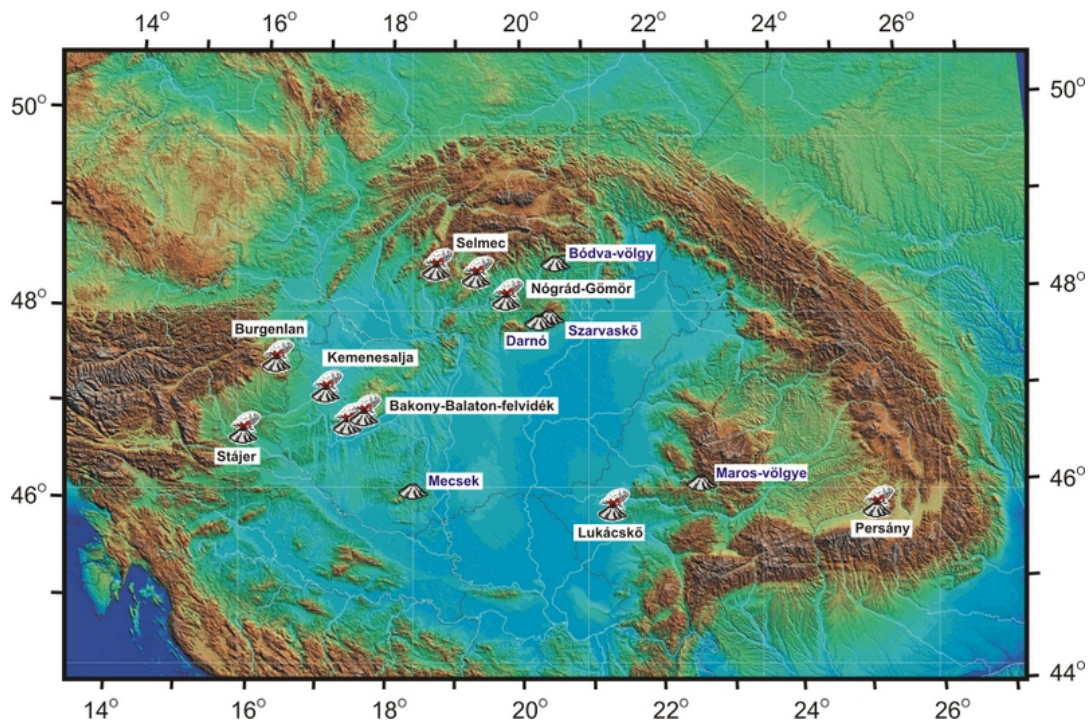 14° 16° 18° 20° 22° 24° 26°
50° 50°
Selmec
Bódva-völgy
48° 48°
Nógrád-Gömör
Burgenlan
Darnó Szarvaskő
Kemenesalja
Bakony-Balaton-felvidék
Stájer
Mecsek
Maros-völgye
46° 46°
Lukácskő
Persány
44°
14° 16° 18° 20° 22° 24° 26°